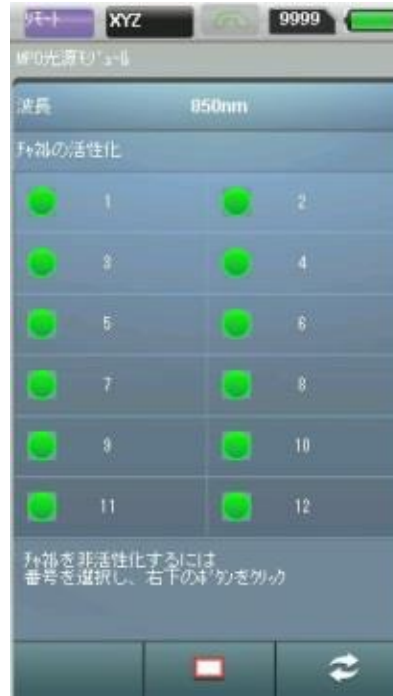 ﾘﾓｰﾄ XYZ 9999
MPO光源ﾓｼﾞｭｰﾙ
波長 850nm
ﾁｬﾈﾙの活性化
1 2
3 4
5 6
7 8
9 10
11 12
ﾁｬﾈﾙを非活性化するには
番号を選択し、右下のﾎﾞﾀﾝをｸﾘｯｸ